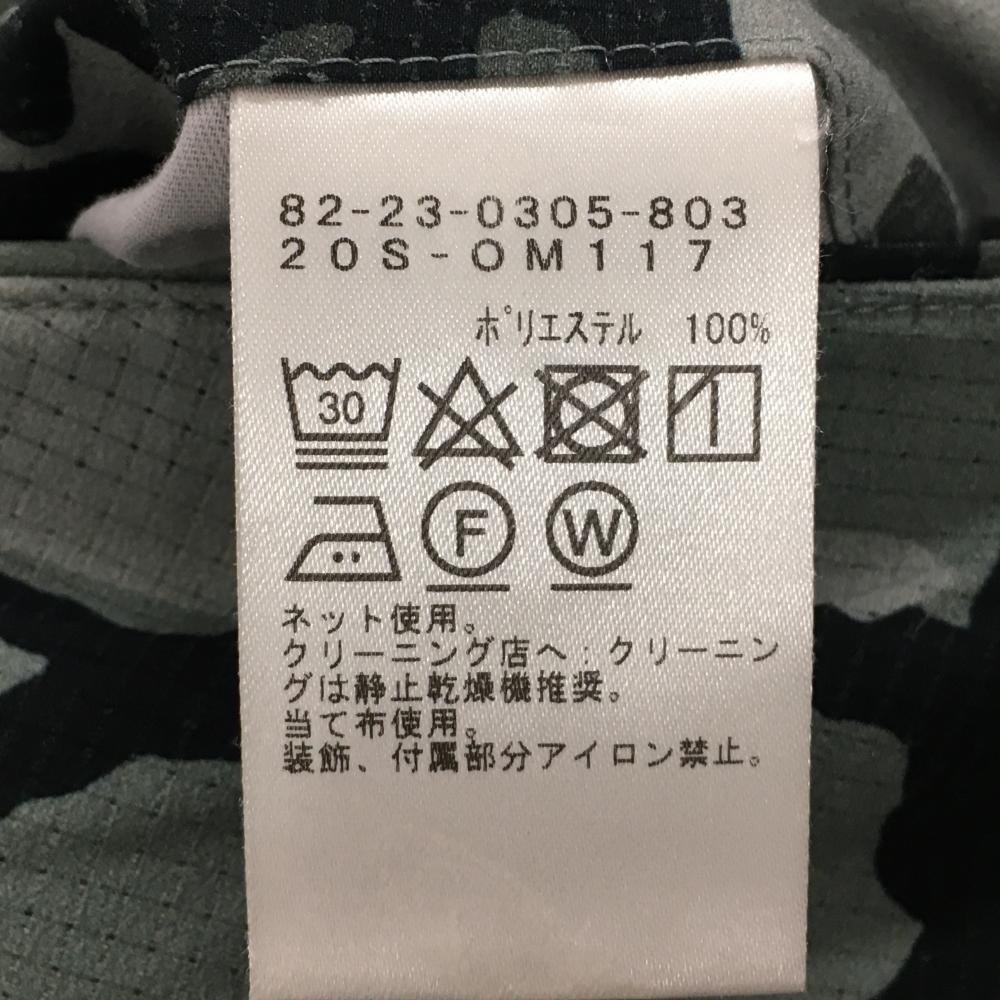 82-23-0305-803
20S-OM117
ポリエステル 100%
30
F W
ネット使用。
クリーニング店へ:クリーニン
グは静止乾燥機推奨。
当て布使用。
装飾、付属部分アイロン禁止。